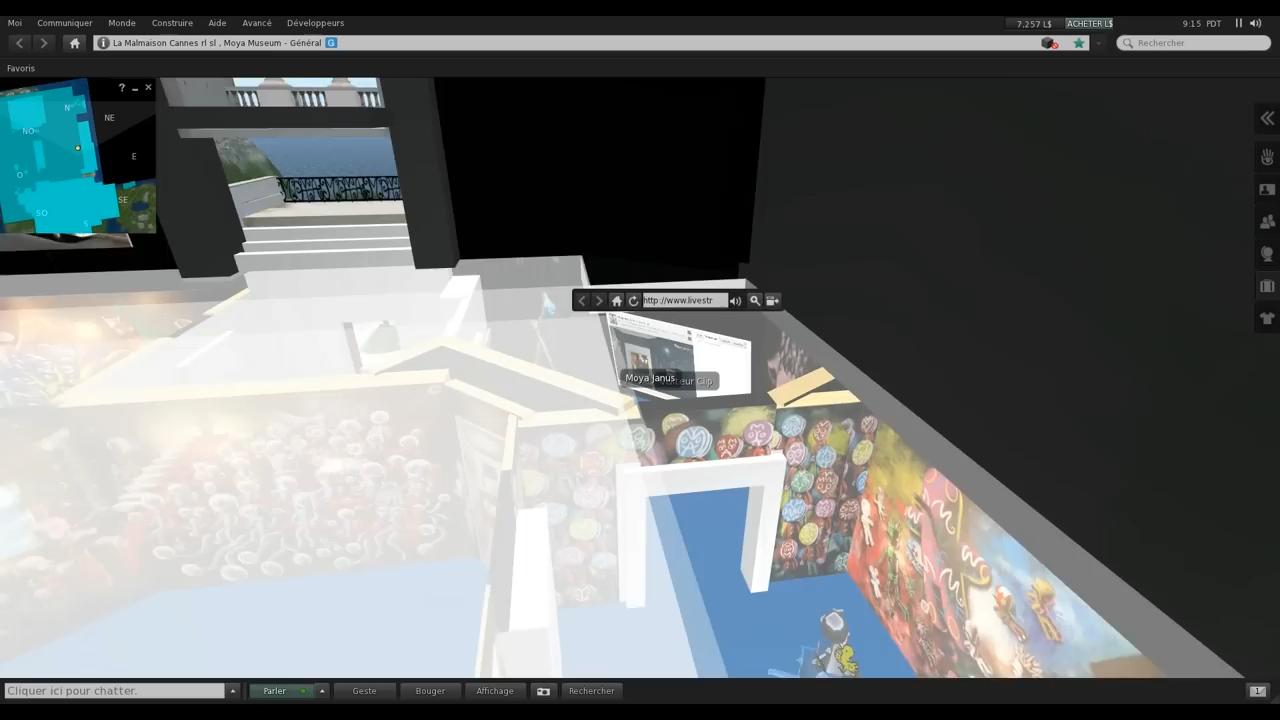 Moi Communiquer Monde Construire Aide Avancé Développeurs 7,257 L$ ACHETER L$ 9:15 PDT
La Malmaison Cannes rl sl , Moya Museum - Général G Rechercher
Favoris
? 
N
NE
NO
E
O
SE
SO
S
http://www.livestr
Moya Janus
Clip
Cliquer ici pour chatter. Parler Geste Bouger Affichage Rechercher 1